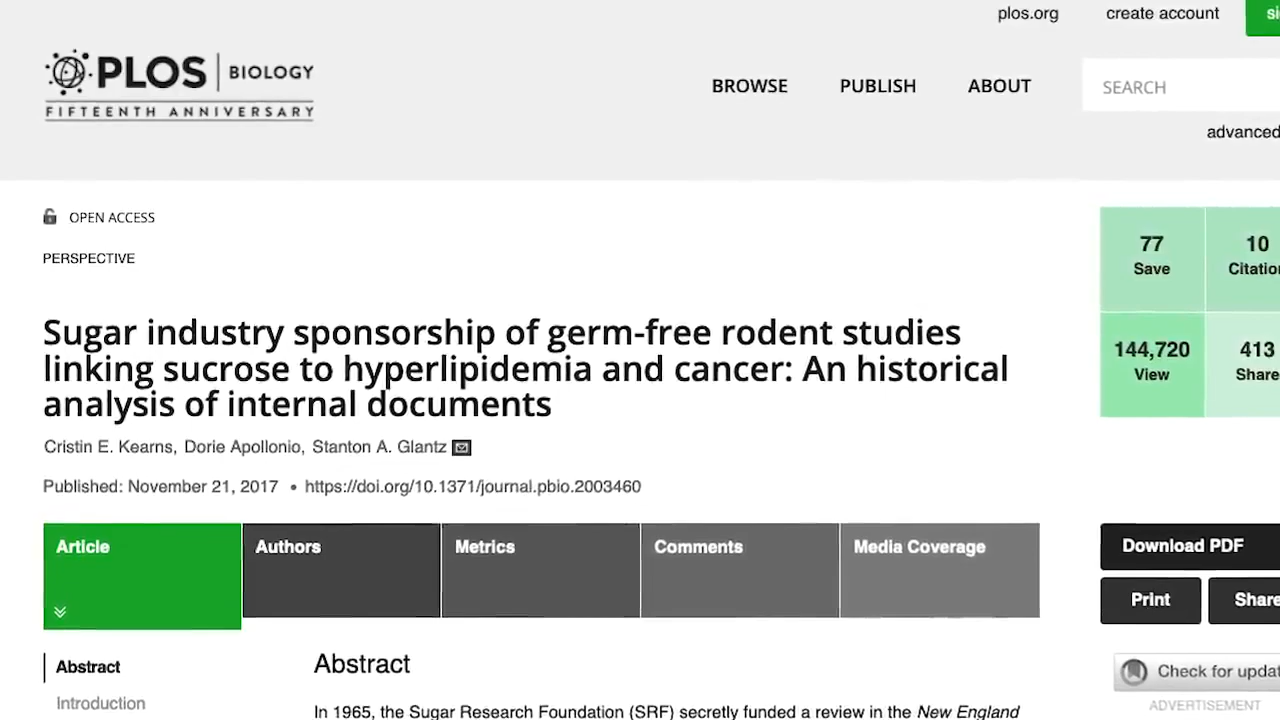 plos.org create account
PLOS BIOLOGY
FIFTEENTH ANNIVERSARY
BROWSE PUBLISH ABOUT SEARCH
advanced
OPEN ACCESS
PERSPECTIVE
77 10
Save
144,720 413
View Share
Sugar industry sponsorship of germ-free rodent studies
linking sucrose to hyperlipidemia and cancer: An historical
analysis of internal documents
Cristin E. Kearns, Dorie Apollonio, Stanton A. Glantz
Published: November 21, 2017 • https://doi.org/10.1371/journal.pbio.2003460
Article Authors Metrics Comments Media Coverage
Download PDF
Print Share
Check for
ADVERTISEMENT
Abstract
Introduction
Abstract
In 1965, the Sugar Research Foundation (SRF) secretly funded a review in the New England